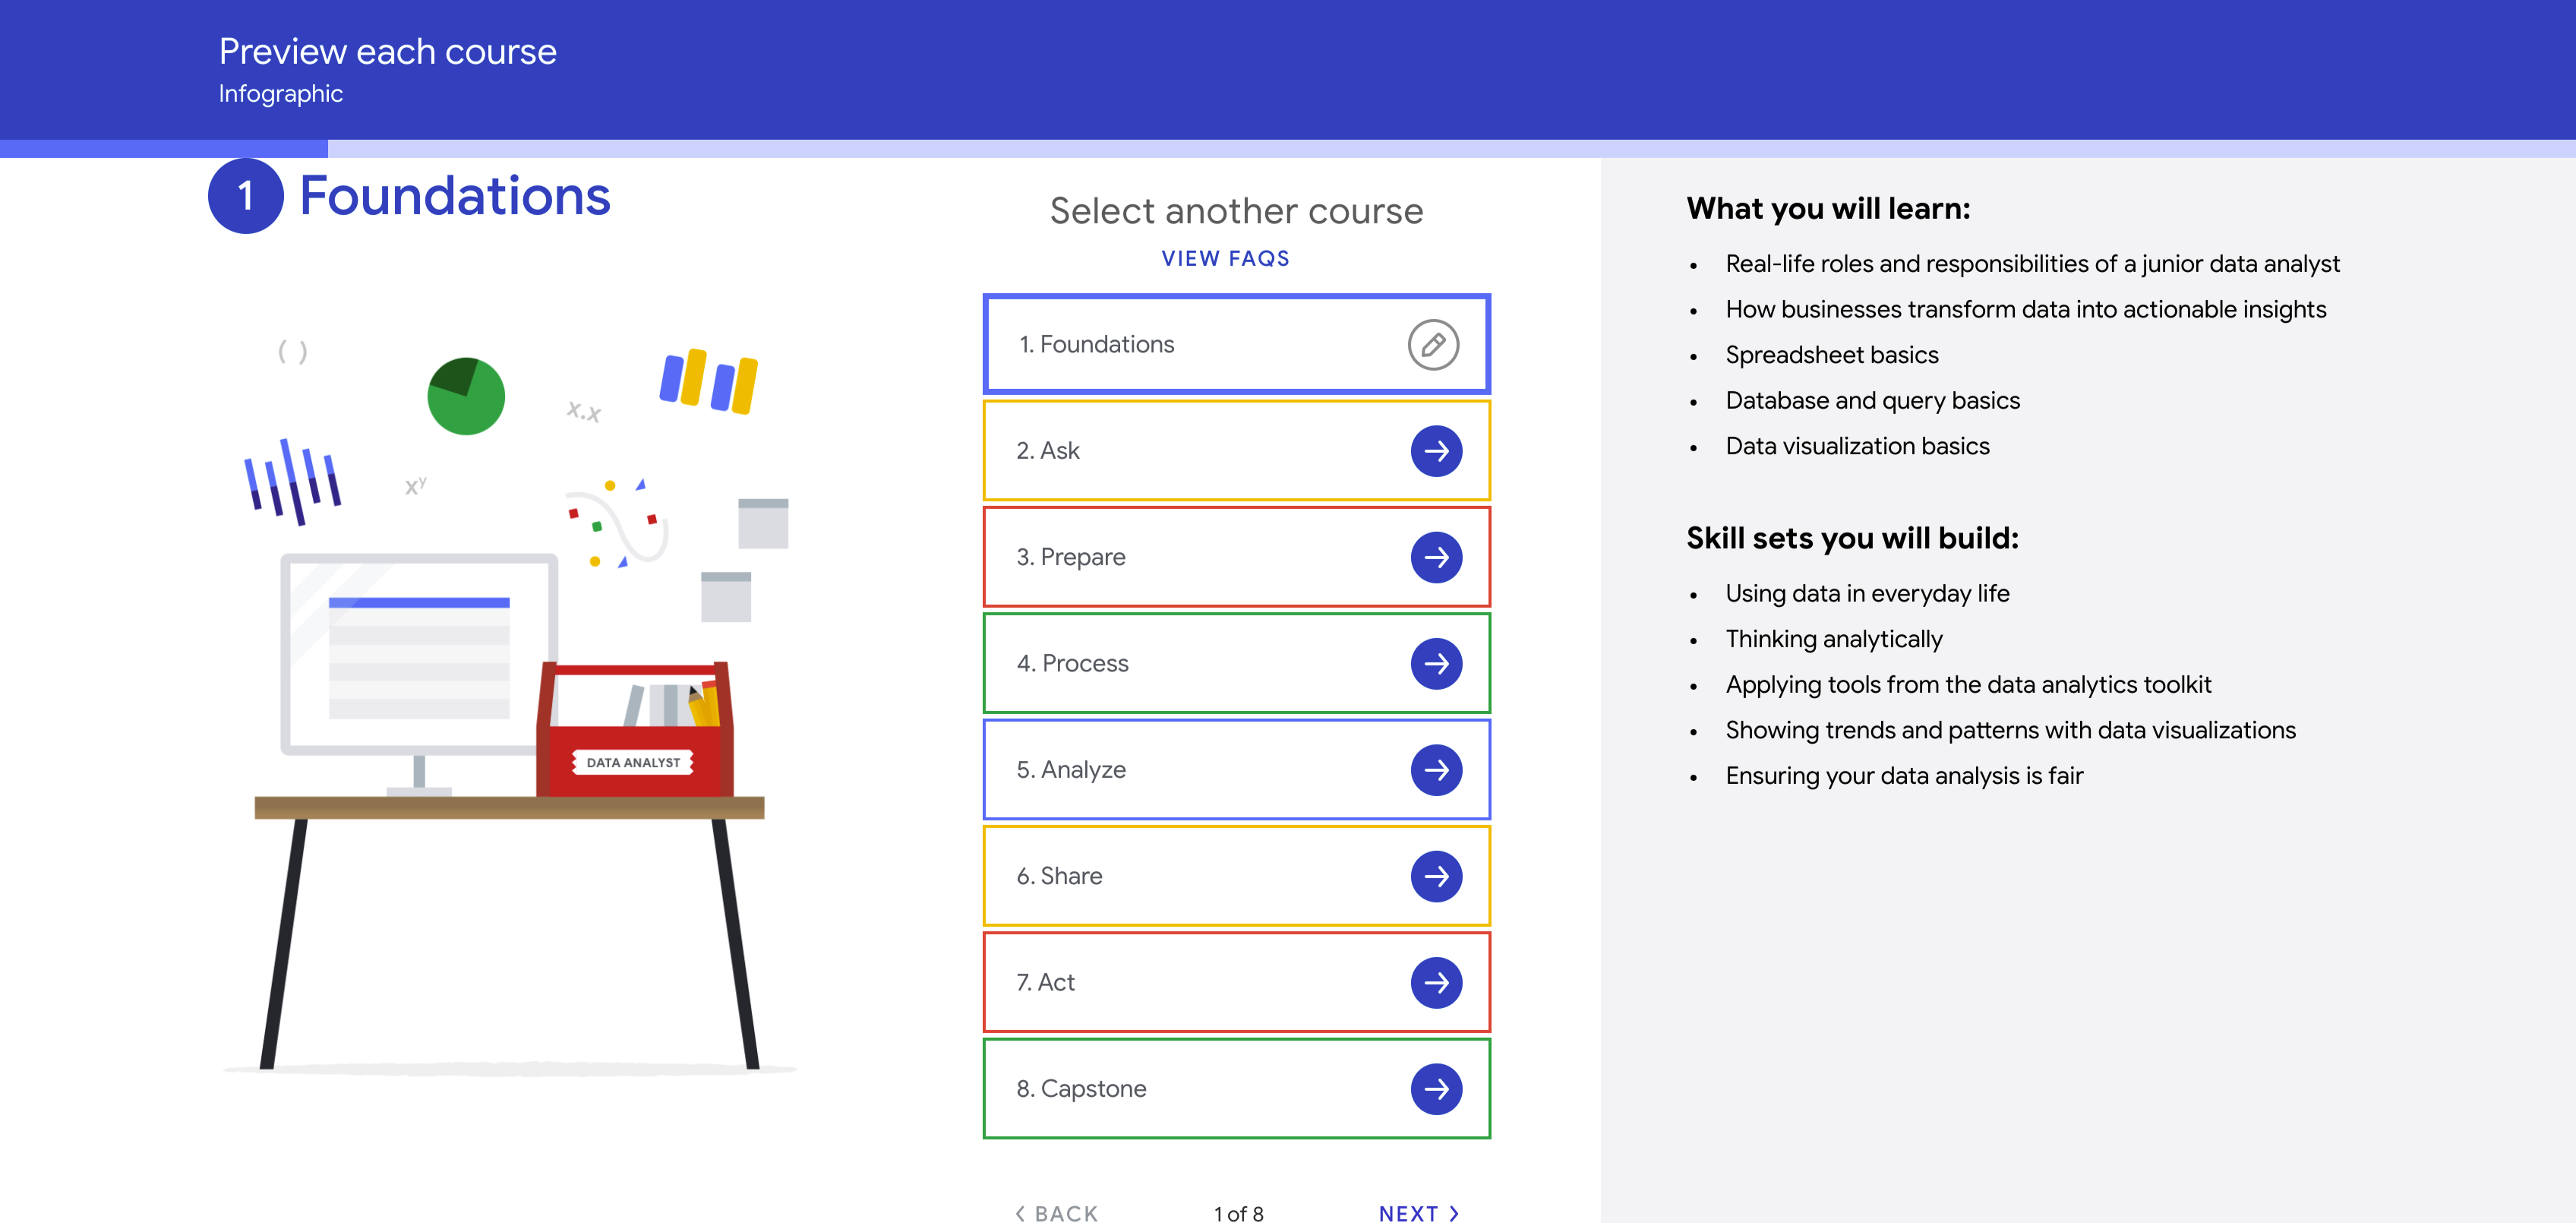 Preview each course
Infographic
1 Foundations
( )
x.x
xʸ
DATA ANALYST
Select another course
VIEW FAQS
1. Foundations
2. Ask
3. Prepare
4. Process
5. Analyze
6. Share
7. Act
8. Capstone
< BACK 1 of 8 NEXT >
What you will learn:
• Real-life roles and responsibilities of a junior data analyst
• How businesses transform data into actionable insights
• Spreadsheet basics
• Database and query basics
• Data visualization basics
Skill sets you will build:
• Using data in everyday life
• Thinking analytically
• Applying tools from the data analytics toolkit
• Showing trends and patterns with data visualizations
• Ensuring your data analysis is fair